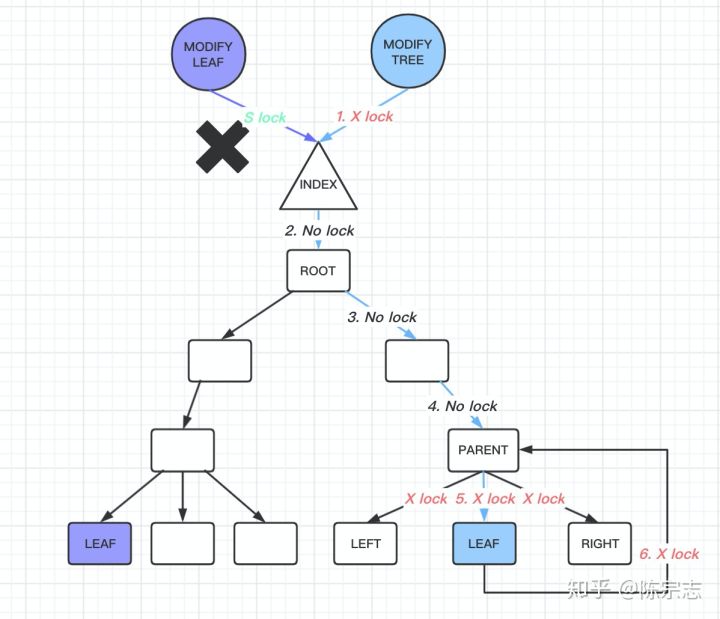 MODIFY
LEAF
MODIFY
TREE
S lock
1. X lock
INDEX
2. No lock
ROOT
3. No lock
4. No lock
PARENT
X lock
5. X lock
X lock
LEAF
LEFT
LEAF
RIGHT
6. X lock
知乎 @陈宗志